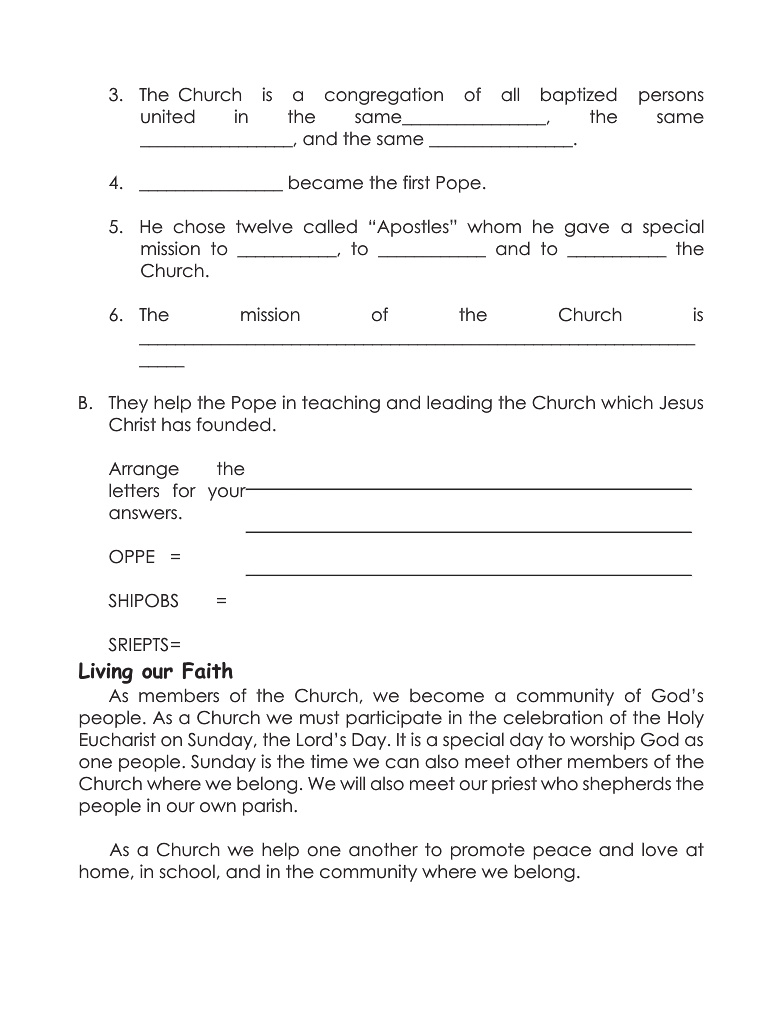 3. The Church is a congregation of all baptized persons
united in the same________________, the same
_________________, and the same ________________.
4. ________________ became the first Pope.
5. He chose twelve called “Apostles” whom he gave a special
mission to ___________, to ____________ and to ___________ the
Church.
6. The mission of the Church is
______________________________________________________________
_____
B. They help the Pope in teaching and leading the Church which Jesus
Christ has founded.
Arrange the
letters for your
answers.
OPPE =
SHIPOBS =
SRIEPTS=
Living our Faith
As members of the Church, we become a community of God’s
people. As a Church we must participate in the celebration of the Holy
Eucharist on Sunday, the Lord’s Day. It is a special day to worship God as
one people. Sunday is the time we can also meet other members of the
Church where we belong. We will also meet our priest who shepherds the
people in our own parish.
As a Church we help one another to promote peace and love at
home, in school, and in the community where we belong.